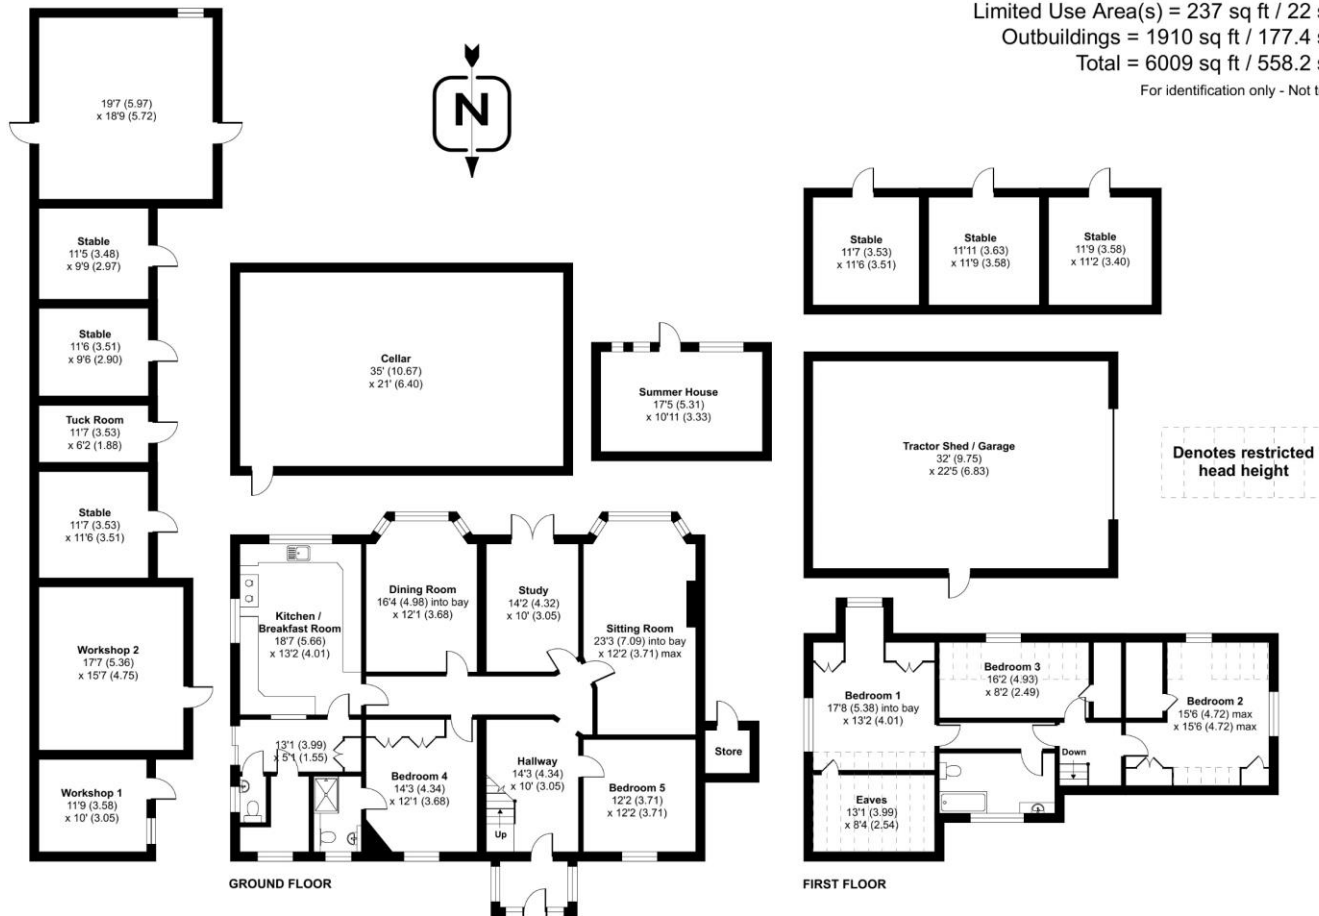 Limited Use Area(s) = 237 sq ft / 22 s
Outbuildings = 1910 sq ft / 177.4 s
Total = 6009 sq ft / 558.2 s
For identification only - Not t
N
19'7 (5.97)
x 18'9 (5.72)
Stable
11'5 (3.48)
x 9'9 (2.97)
Stable
11'6 (3.51)
x 9'6 (2.90)
Tuck Room
11'7 (3.53)
x 6'2 (1.88)
Stable
11'7 (3.53)
x 11'6 (3.51)
Workshop 2
17'7 (5.36)
x 15'7 (4.75)
Workshop 1
11'9 (3.58)
x 10' (3.05)
Cellar
35' (10.67)
x 21' (6.40)
Summer House
17'5 (5.31)
x 10'11 (3.33)
Stable
11'7 (3.53)
x 11'6 (3.51)
Stable
11'11 (3.63)
x 11'9 (3.58)
Stable
11'9 (3.58)
x 11'2 (3.40)
Tractor Shed / Garage
32' (9.75)
x 22'5 (6.83)
Denotes restricted
head height
Kitchen /
Breakfast Room
18'7 (5.66)
x 13'2 (4.01)
Dining Room
16'4 (4.98) into bay
x 12'1 (3.68)
Study
14'2 (4.32)
x 10' (3.05)
Sitting Room
23'3 (7.09) into bay
x 12'2 (3.71) max
13'1 (3.99)
x 5'1 (1.55)
Bedroom 4
14'3 (4.34)
x 12'1 (3.68)
Hallway
14'3 (4.34)
x 10' (3.05)
Up
Bedroom 5
12'2 (3.71)
x 12'2 (3.71)
Store
GROUND FLOOR
Bedroom 1
17'8 (5.38) into bay
x 13'2 (4.01)
Bedroom 3
16'2 (4.93)
x 8'2 (2.49)
Bedroom 2
15'6 (4.72) max
x 15'6 (4.72) max
Down
Eaves
13'1 (3.99)
x 8'4 (2.54)
FIRST FLOOR